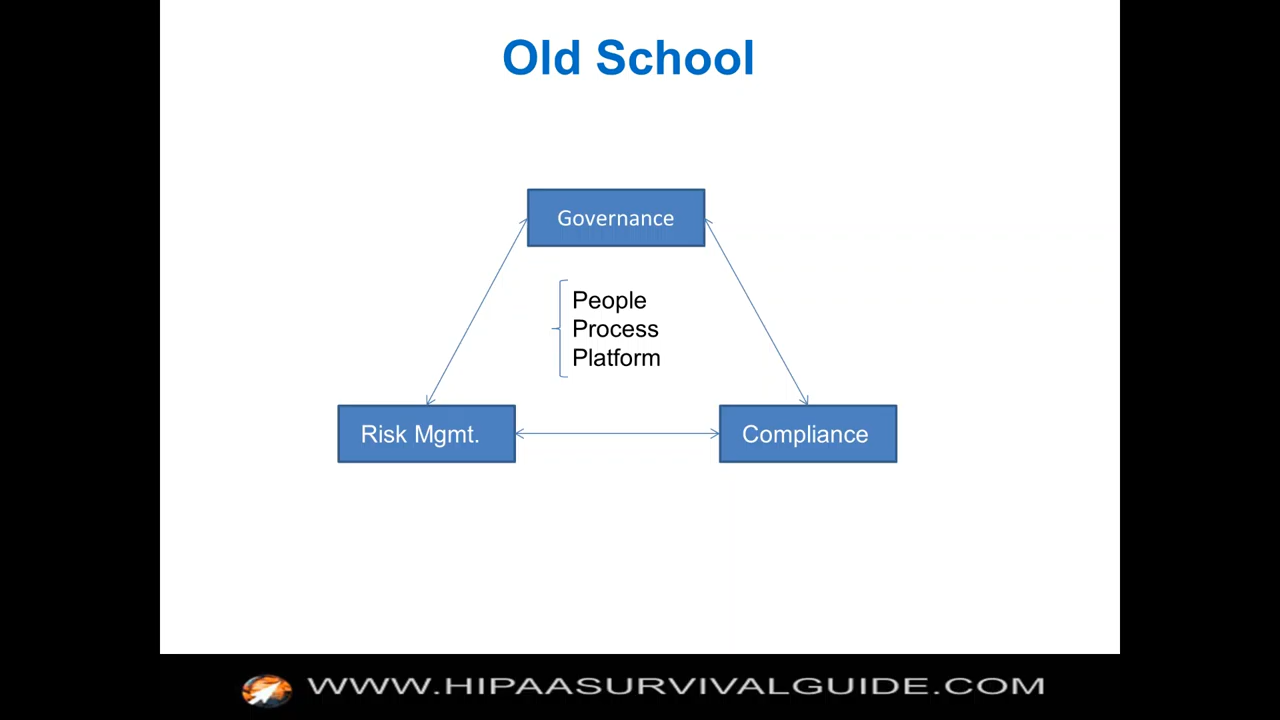 Old School
Governance
People
Process
Platform
Risk Mgmt.
Compliance
WWW.HIPAASURVIVALGUIDE.COM